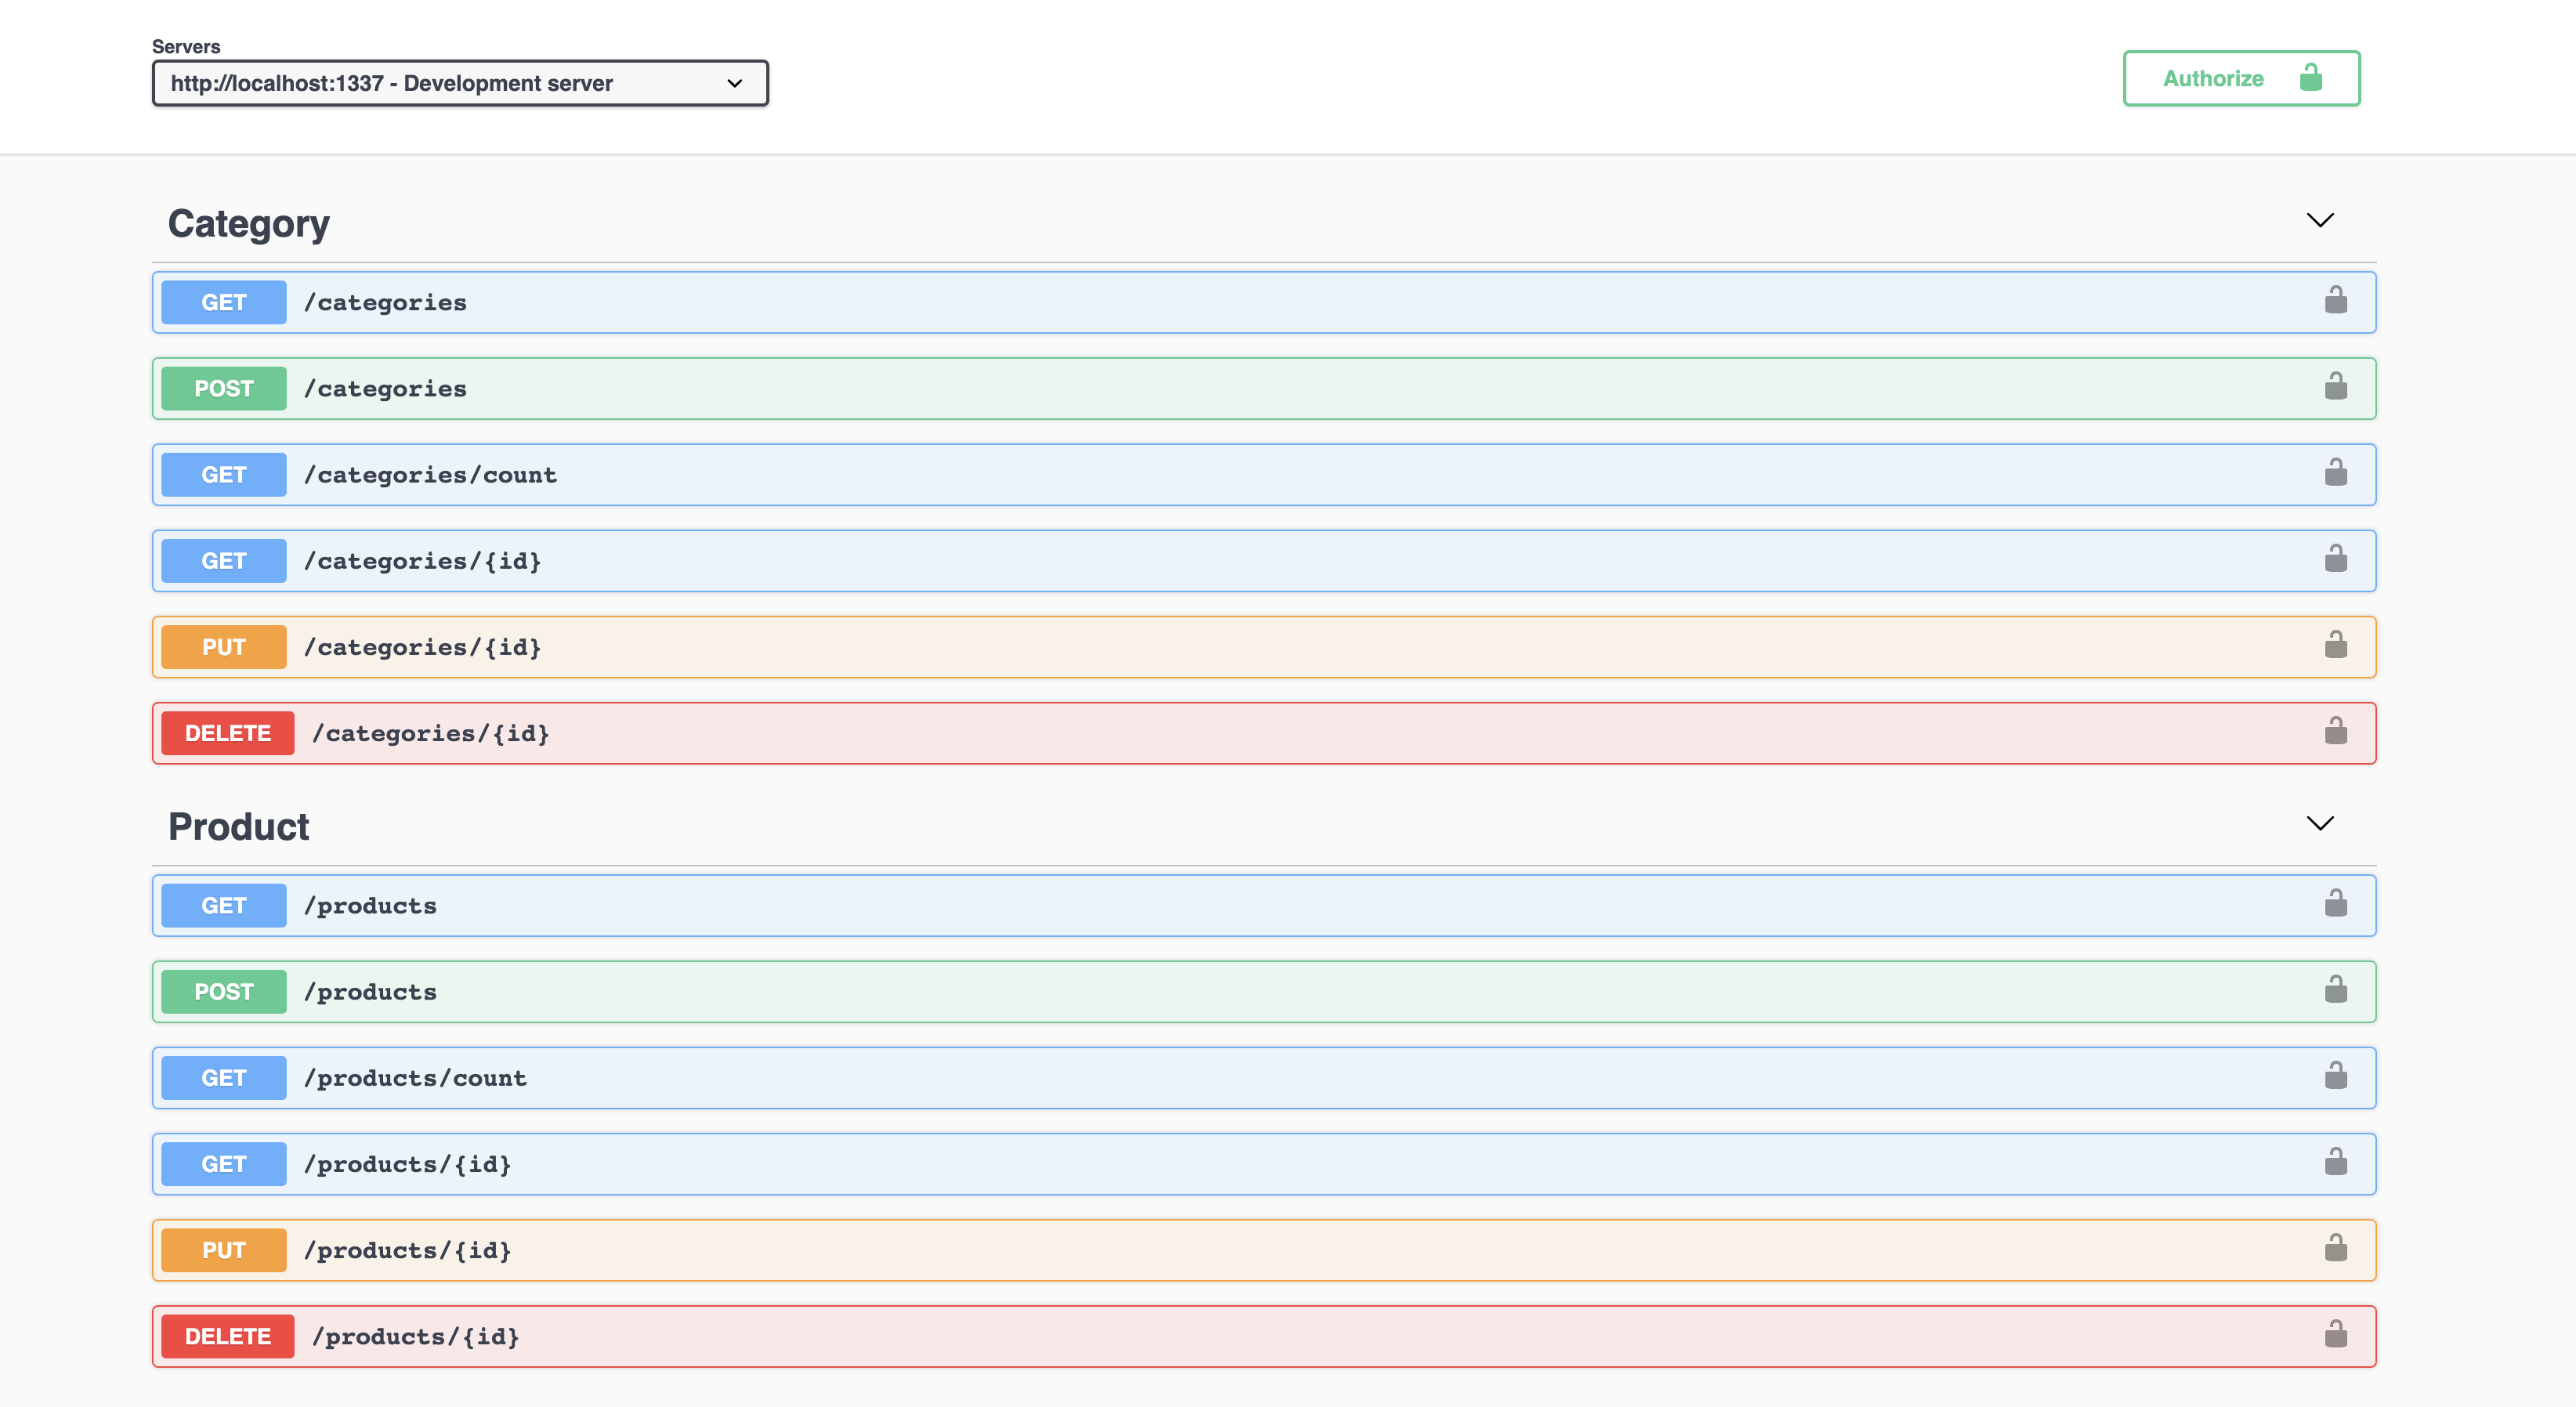 Servers
http://localhost:1337 - Development server
Authorize
Category
GET /categories
POST /categories
GET /categories/count
GET /categories/{id}
PUT /categories/{id}
DELETE /categories/{id}
Product
GET /products
POST /products
GET /products/count
GET /products/{id}
PUT /products/{id}
DELETE /products/{id}